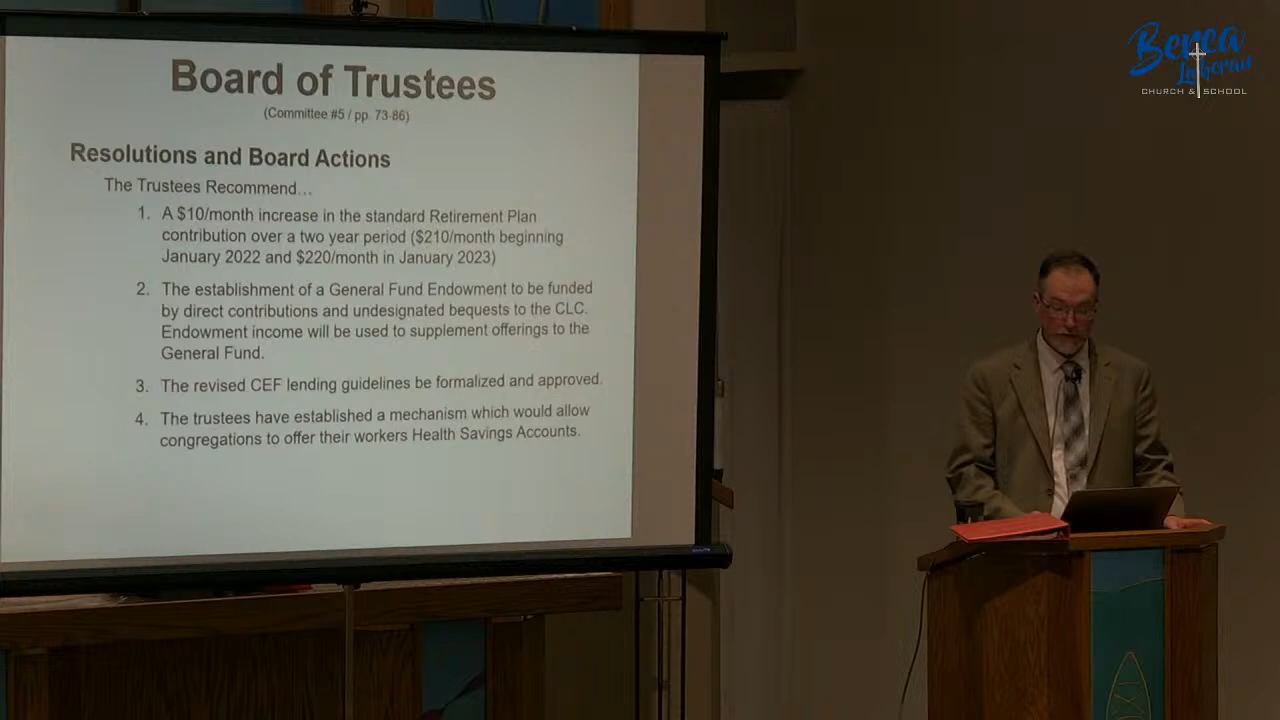 Board of Trustees
(Committee #5 / pp. 73-86)
Resolutions and Board Actions
The Trustees Recommend...
1. A $10/month increase in the standard Retirement Plan
contribution over a two year period ($210/month beginning
January 2022 and $220/month in January 2023)
2. The establishment of a General Fund Endowment to be funded
by direct contributions and undesignated bequests to the CLC.
Endowment income will be used to supplement offerings to the
General Fund.
3. The revised CEF lending guidelines be formalized and approved.
4. The trustees have established a mechanism which would allow
congregations to offer their workers Health Savings Accounts.
Berea
Lutheran
CHURCH & SCHOOL